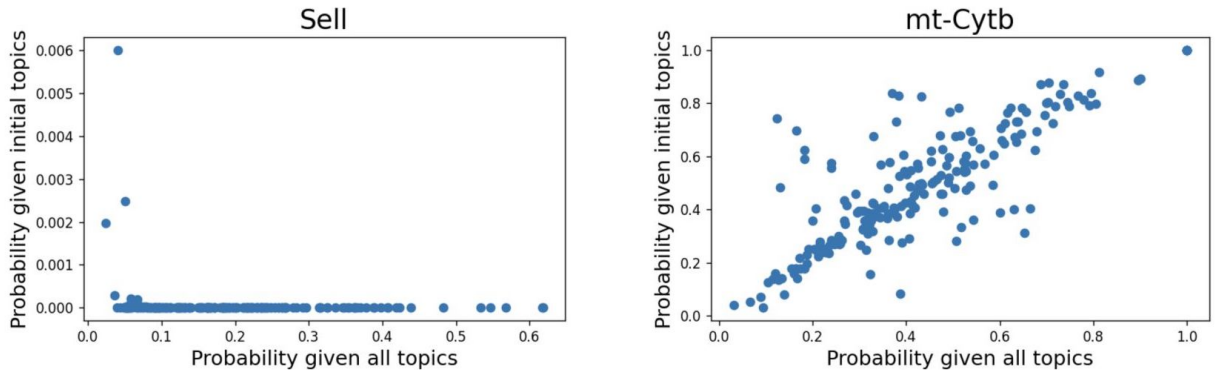 Sell
Probability given initial topics
0.006
0.005
0.004
0.003
0.002
0.001
0.000
0.0 0.1 0.2 0.3 0.4 0.5 0.6
Probability given all topics
mt-Cytb
Probability given initial topics
1.0
0.8
0.6
0.4
0.2
0.0
0.0 0.2 0.4 0.6 0.8 1.0
Probability given all topics